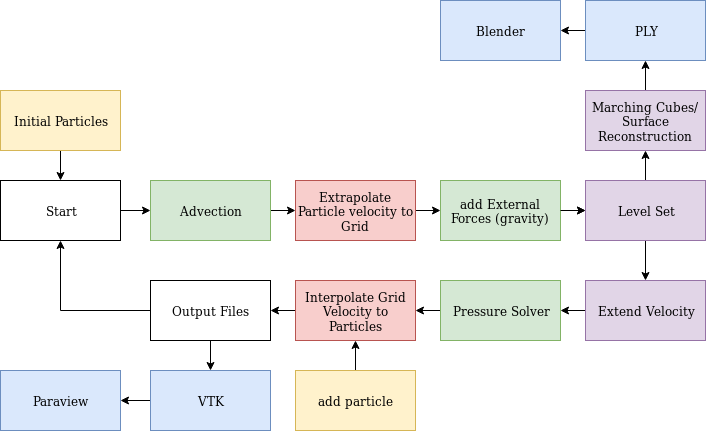 Blender
PLY
Initial Particles
Marching Cubes/
Surface
Reconstruction
Start
Advection
Extrapolate
Particle velocity to
Grid
add External
Forces (gravity)
Level Set
Output Files
Interpolate Grid
Velocity to
Particles
Pressure Solver
Extend Velocity
Paraview
VTK
add particle